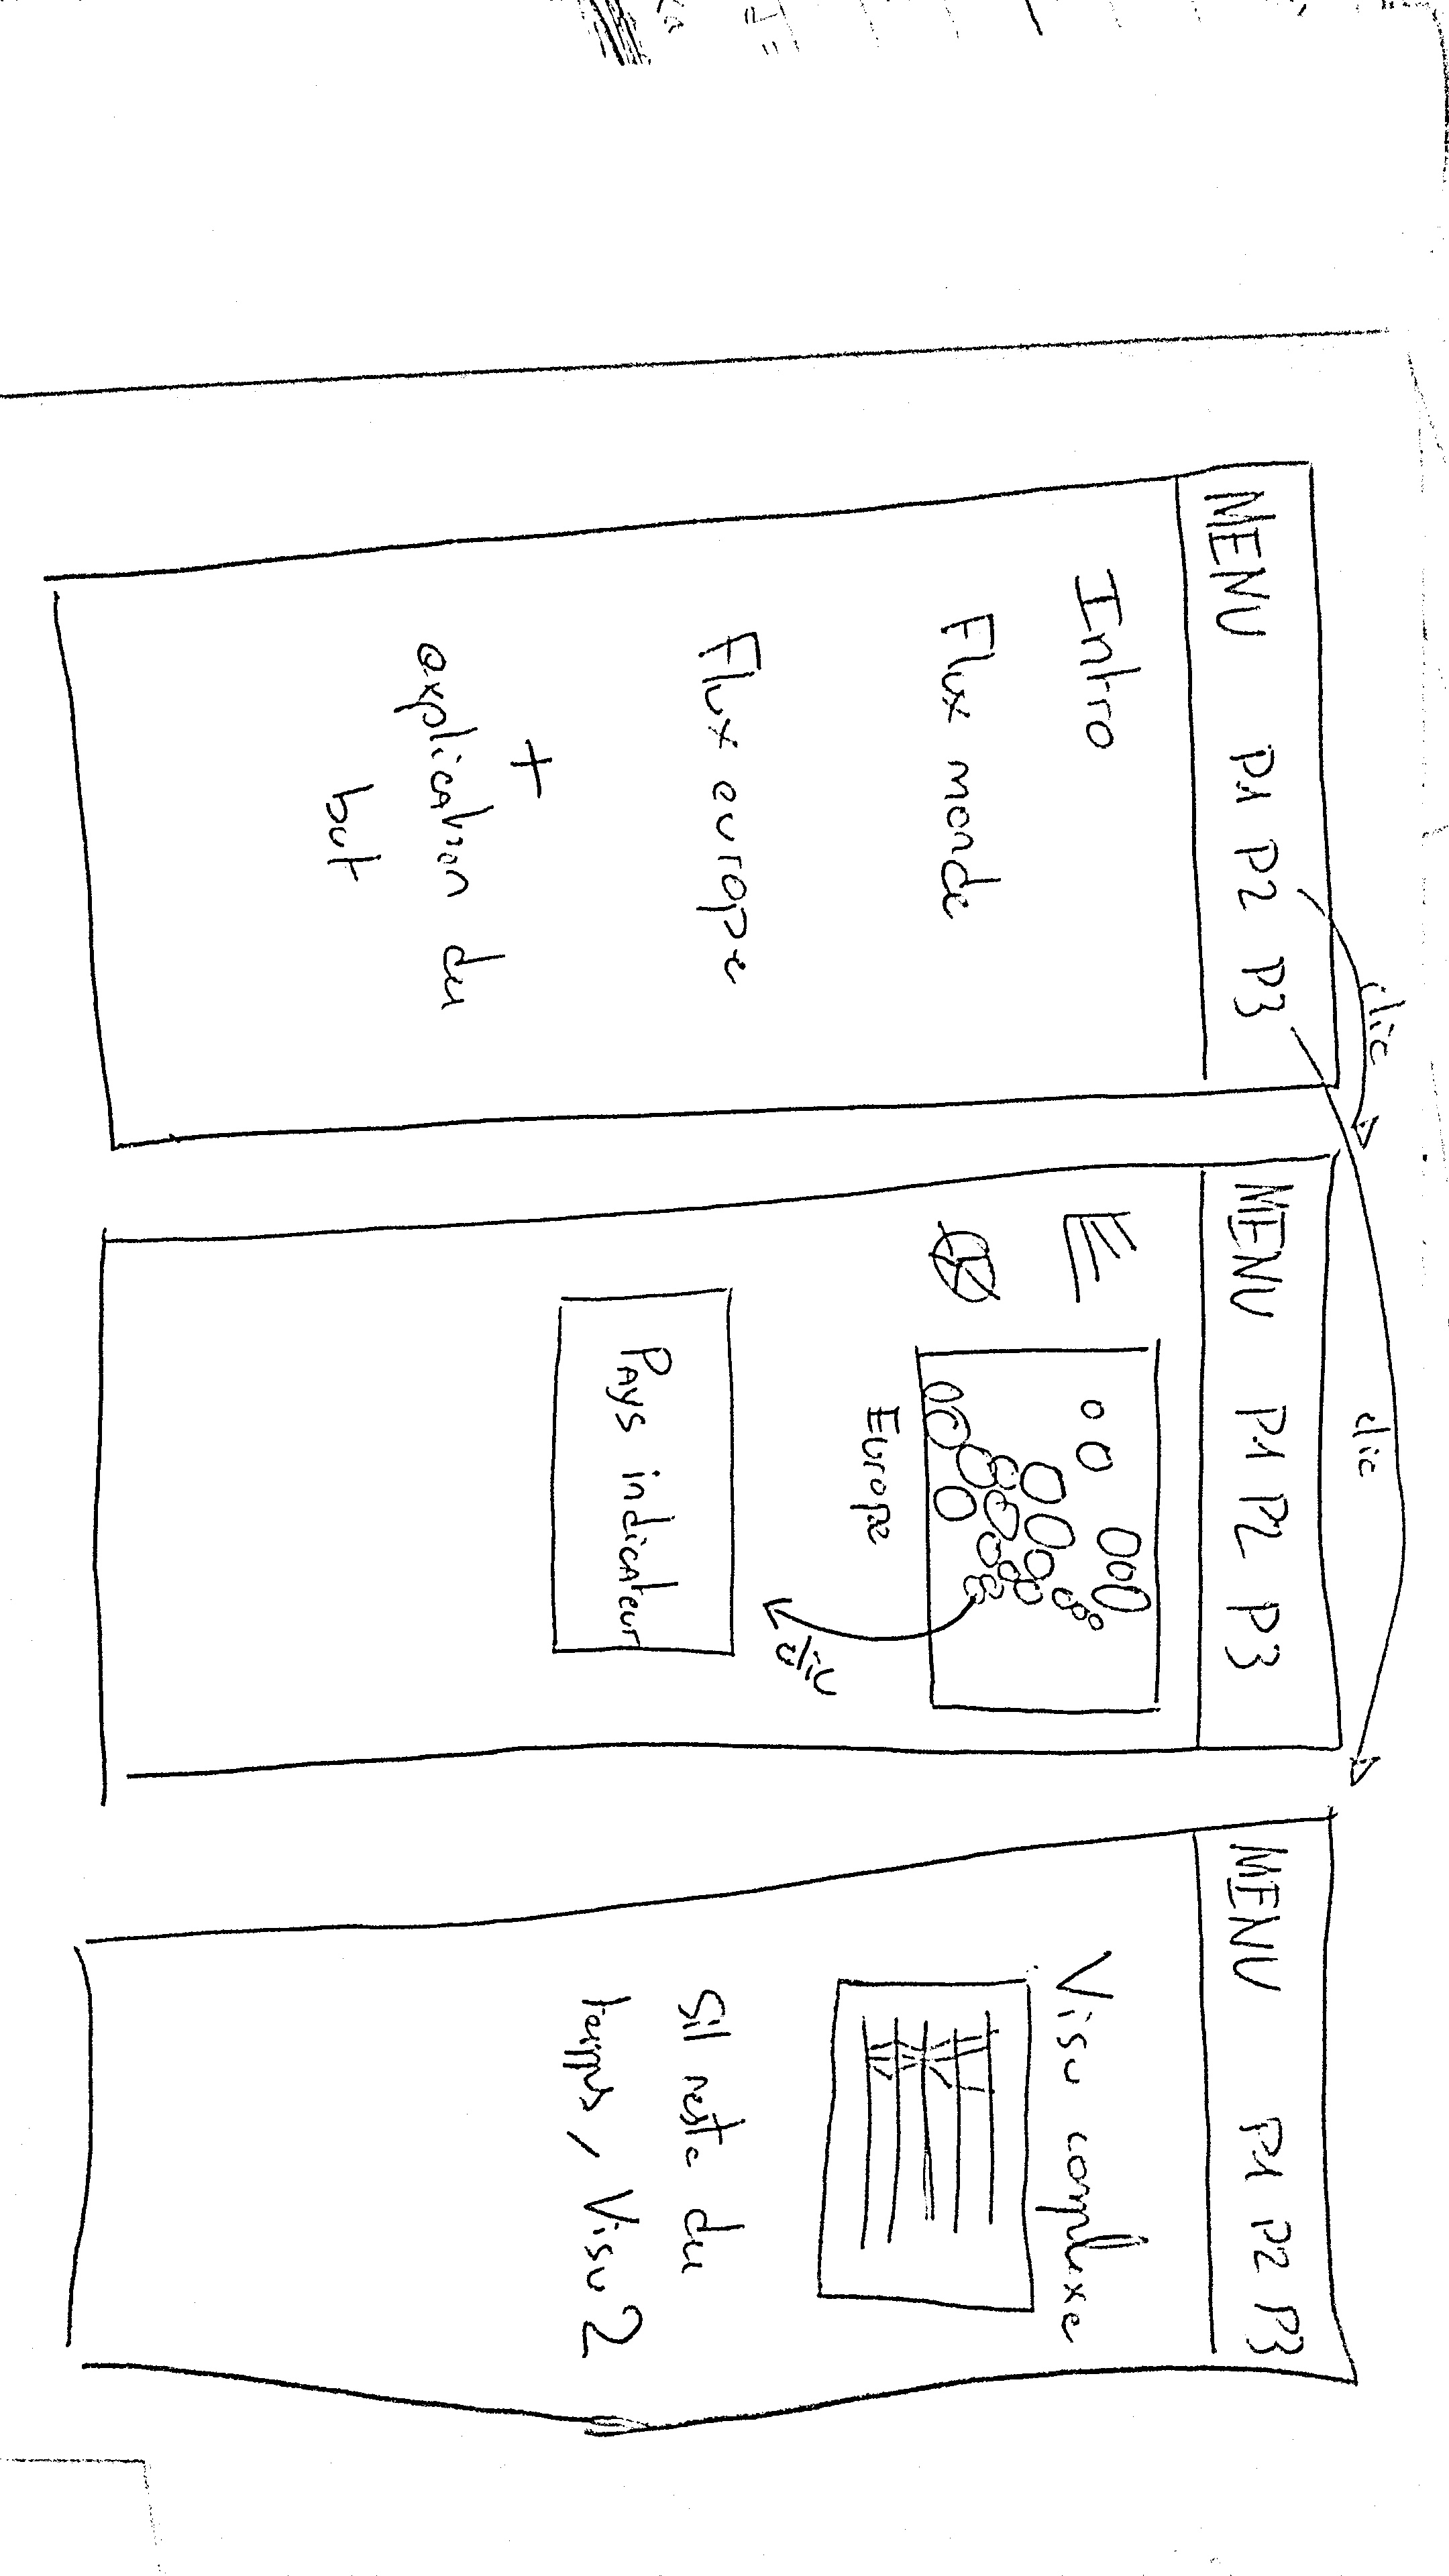 clic
clic
MENU P1 P2 P3
Intro
Flux monde
Flux europe
+
explication du
but
MENU P1 P2 P3
Europe
clic
Pays indicateur
MENU P1 P2 P3
Visu complexe
Sil reste du
temps, Visu 2